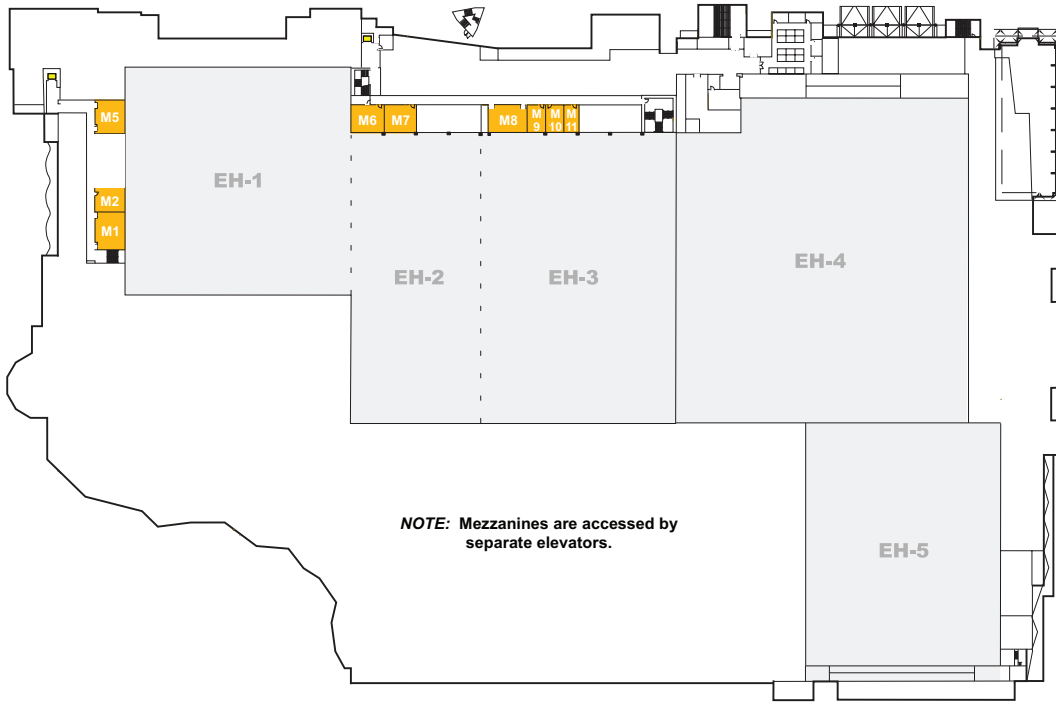 M5
M6
M7
M8
M
9
M
10
M
11
EH-1
M2
M1
EH-2
EH-3
EH-4
NOTE: Mezzanines are accessed by
separate elevators.
EH-5